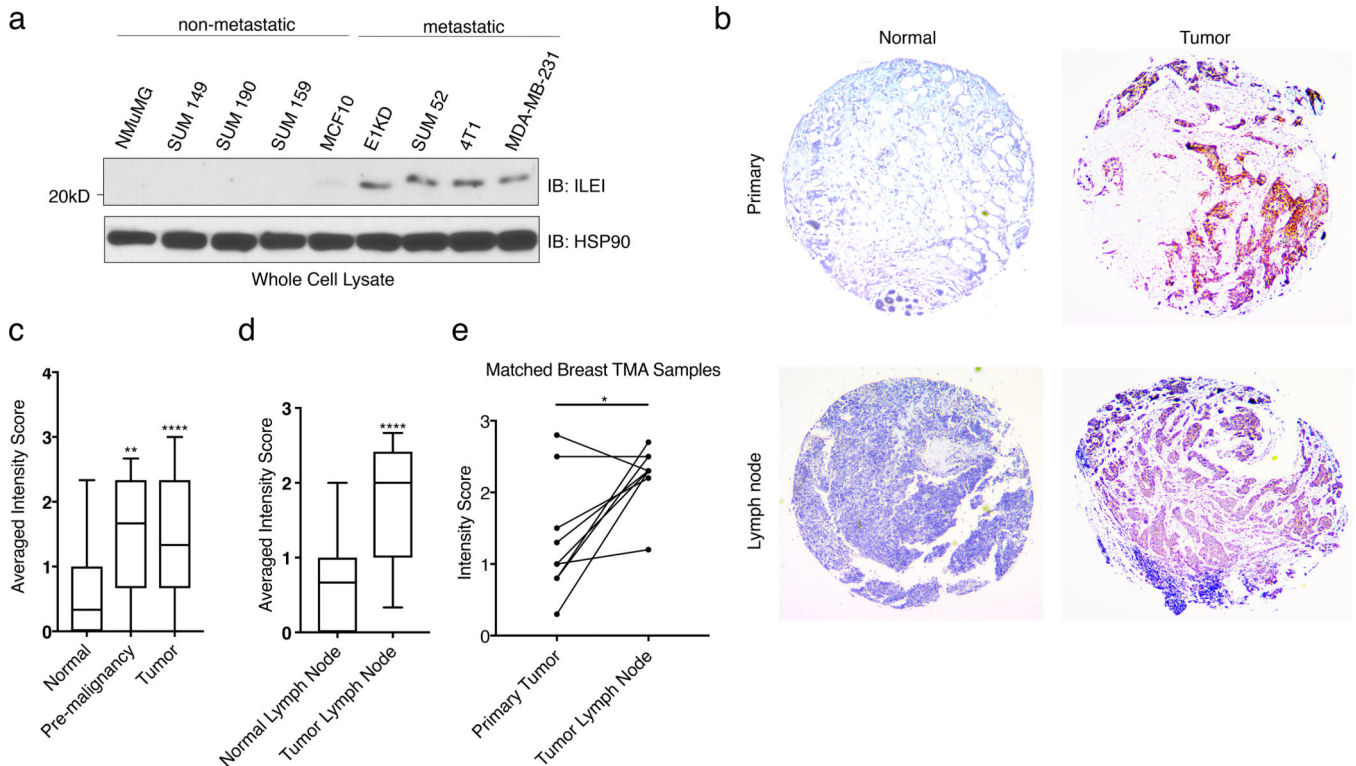 a
non-metastatic
metastatic
NMuMG
SUM 149
SUM 190
SUM 159
MCF10
E1KD
SUM 52
4T1
MDA-MB-231
20kD
IB: ILEI
IB: HSP90
Whole Cell Lysate
b
Normal
Tumor
Primary
Lymph node
c
Averaged Intensity Score
4
3
2
1
0
**
****
Normal
Pre-malignancy
Tumor
d
Averaged Intensity Score
3
2
1
0
****
Normal Lymph Node
Tumor Lymph Node
e
Matched Breast TMA Samples
*
Intensity Score
3
2
1
0
Primary Tumor
Tumor Lymph Node